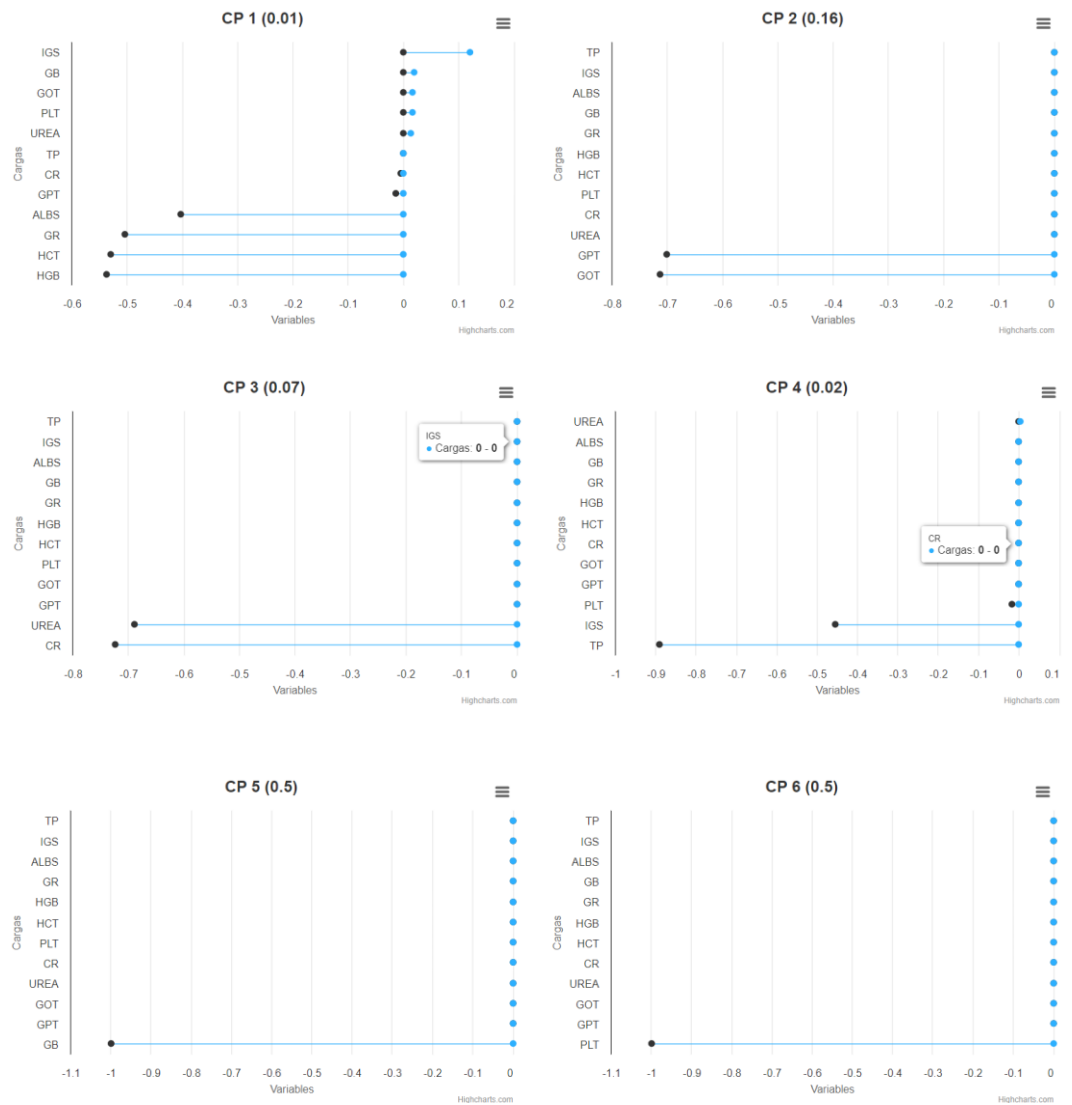 CP 1 (0.01)
IGS
GB
GOT
PLT
UREA
TP
CR
GPT
ALBS
GR
HCT
HGB
Cargas
-0.6 -0.5 -0.4 -0.3 -0.2 -0.1 0 0.1 0.2
Variables
Highcharts.com
CP 2 (0.16)
TP
IGS
ALBS
GB
GR
HGB
HCT
PLT
CR
UREA
GPT
GOT
Cargas
-0.8 -0.7 -0.6 -0.5 -0.4 -0.3 -0.2 -0.1 0
Variables
Highcharts.com
CP 3 (0.07)
TP
IGS
ALBS
GB
GR
HGB
HCT
PLT
GOT
GPT
UREA
CR
Cargas
IGS
Cargas: 0 - 0
-0.8 -0.7 -0.6 -0.5 -0.4 -0.3 -0.2 -0.1 0
Variables
Highcharts.com
CP 4 (0.02)
UREA
ALBS
GB
GR
HGB
HCT
CR
GOT
GPT
PLT
IGS
TP
Cargas
CR
Cargas: 0 - 0
-1 -0.9 -0.8 -0.7 -0.6 -0.5 -0.4 -0.3 -0.2 -0.1 0 0.1
Variables
Highcharts.com
CP 5 (0.5)
TP
IGS
ALBS
GR
HGB
HCT
PLT
CR
UREA
GOT
GPT
GB
Cargas
-1.1 -1 -0.9 -0.8 -0.7 -0.6 -0.5 -0.4 -0.3 -0.2 -0.1 0
Variables
Highcharts.com
CP 6 (0.5)
TP
IGS
ALBS
GB
GR
HGB
HCT
CR
UREA
GOT
GPT
PLT
Cargas
-1.1 -1 -0.9 -0.8 -0.7 -0.6 -0.5 -0.4 -0.3 -0.2 -0.1 0
Variables
Highcharts.com